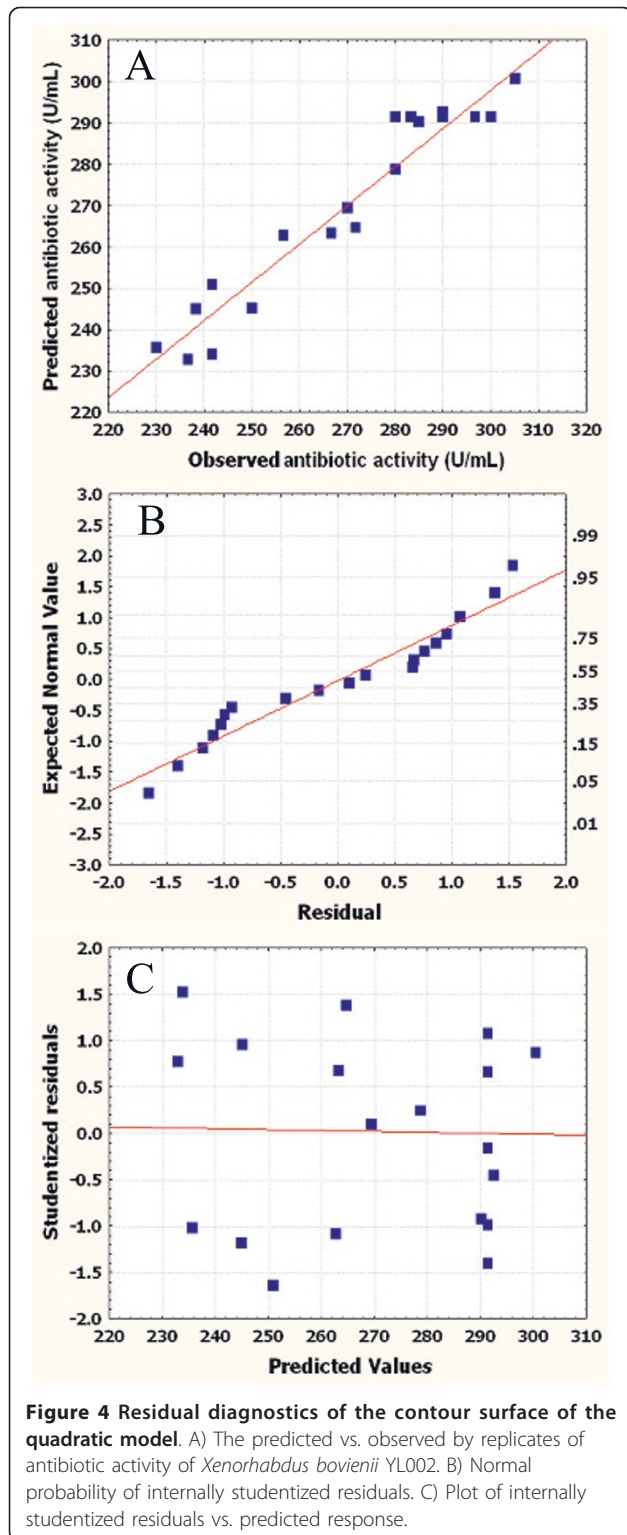 A
310
300
290
280
270
260
250
240
230
220
Predicted antibiotic activity (U/mL)
220 230 240 250 260 270 280 290 300 310 320
Observed antibiotic activity (U/mL)
B
3.0
2.5
2.0
1.5
1.0
0.5
0.0
-0.5
-1.0
-1.5
-2.0
-2.5
-3.0
Expected Normal Value
.99
.95
.75
.55
.35
.15
.05
.01
-2.0 -1.5 -1.0 -0.5 0.0 0.5 1.0 1.5 2.0
Residual
C
2.0
1.5
1.0
0.5
0.0
-0.5
-1.0
-1.5
-2.0
Studentized residuals
220 230 240 250 260 270 280 290 300 310
Predicted Values
Figure 4 Residual diagnostics of the contour surface of the
quadratic model. A) The predicted vs. observed by replicates of
antibiotic activity of Xenorhabdus bovienii YL002. B) Normal
probability of internally studentized residuals. C) Plot of internally
studentized residuals vs. predicted response.